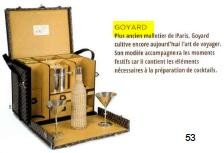 GOYARD
Plus ancien malletier de Paris, Goyard
cultive encore aujourd'hui l'art de voyager.
Son modèle accompagnera les moments
festifs car il contient les éléments
nécessaires à la préparation de cocktails.
53